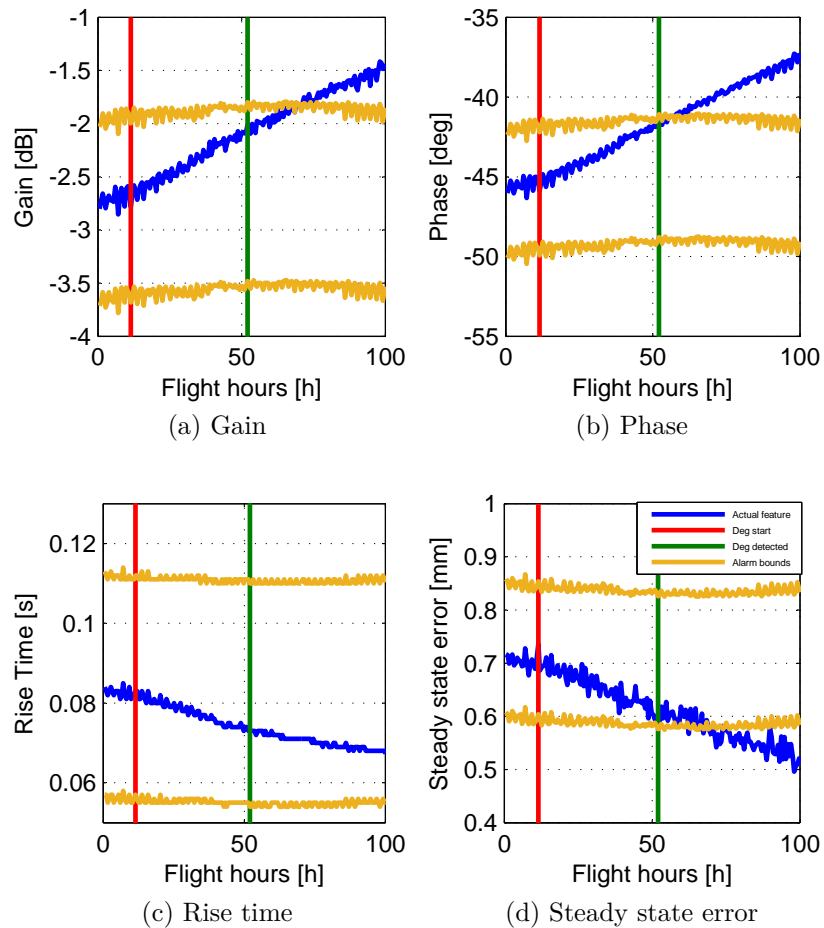 -1
-1.5
-2
-2.5
-3
-3.5
-4
Gain [dB]
0
50
100
Flight hours [h]
(a) Gain
-35
-40
-45
-50
-55
Phase [deg]
0
50
100
Flight hours [h]
(b) Phase
0.12
0.1
0.08
0.06
Rise Time [s]
0
50
100
Flight hours [h]
(c) Rise time
1
0.9
0.8
0.7
0.6
0.5
0.4
Steady state error [mm]
Actual feature
Deg start
Deg detected
Alarm bounds
0
50
100
Flight hours [h]
(d) Steady state error